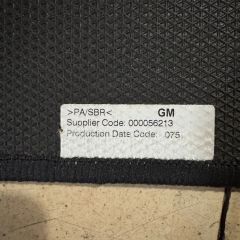 >PA/SBR< GM
Supplier Code: 000056213
Production Date Code: 075